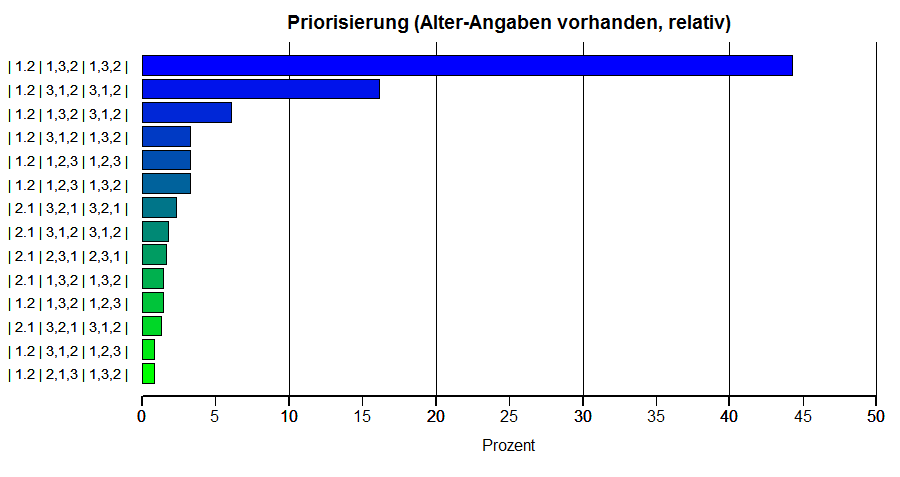 Priorisierung (Alter-Angaben vorhanden, relativ)
| 1.2 | 1,3,2 | 1,3,2 |
| 1.2 | 3,1,2 | 3,1,2 |
| 1.2 | 1,3,2 | 3,1,2 |
| 1.2 | 3,1,2 | 1,3,2 |
| 1.2 | 1,2,3 | 1,2,3 |
| 1.2 | 1,2,3 | 1,3,2 |
| 2.1 | 3,2,1 | 3,2,1 |
| 2.1 | 3,1,2 | 3,1,2 |
| 2.1 | 2,3,1 | 2,3,1 |
| 2.1 | 1,3,2 | 1,3,2 |
| 1.2 | 1,3,2 | 1,2,3 |
| 2.1 | 3,2,1 | 3,1,2 |
| 1.2 | 3,1,2 | 1,2,3 |
| 1.2 | 2,1,3 | 1,3,2 |
0 5 10 15 20 25 30 35 40 45 50
Prozent